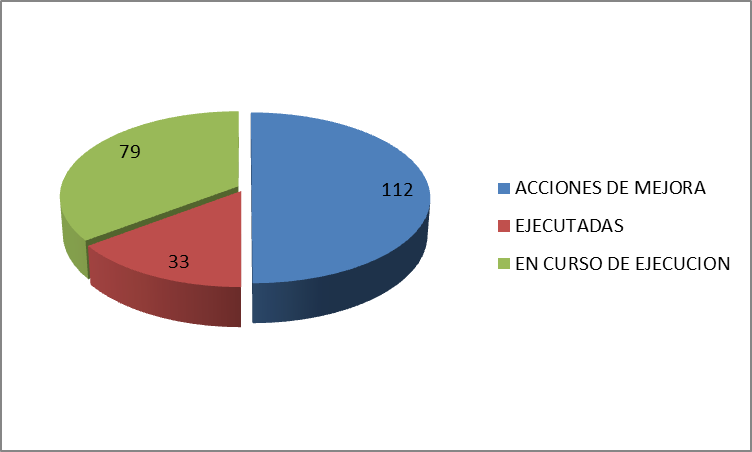 79
112
33
ACCIONES DE MEJORA
EJECUTADAS
EN CURSO DE EJECUCION